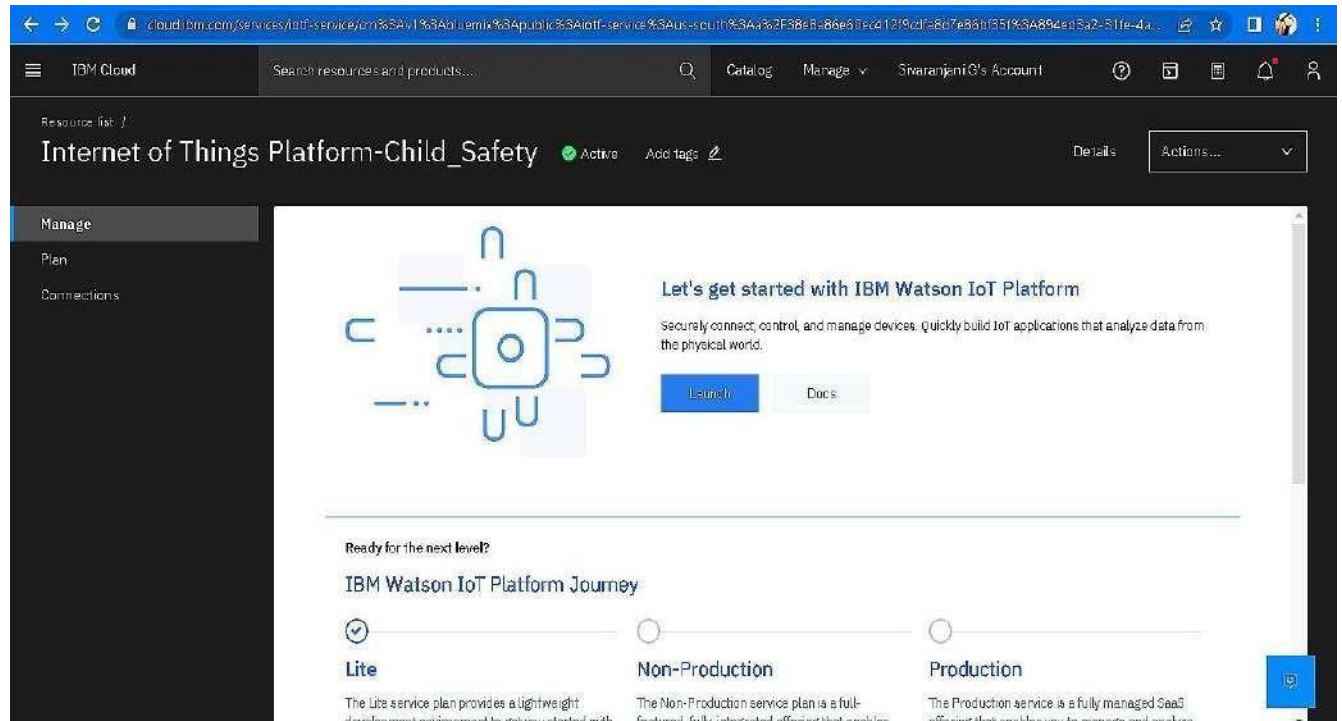 IBM Cloud
Search resources and products...
Catalog
Manage
Sivaranjani G's Account
Resource list /
Internet of Things Platform-Child_Safety
Active
Add tags
Details
Actions...
Manage
Plan
Connections
Let's get started with IBM Watson IoT Platform
Securely connect, control, and manage devices. Quickly build IoT applications that analyze data from
the physical world.
Launch
Docs
Ready for the next level?
IBM Watson IoT Platform Journey
Lite
Non-Production
Production
The Lite service plan provides a lightweight
The Non-Production service plan is a full-
The Production service is a fully managed SaaS